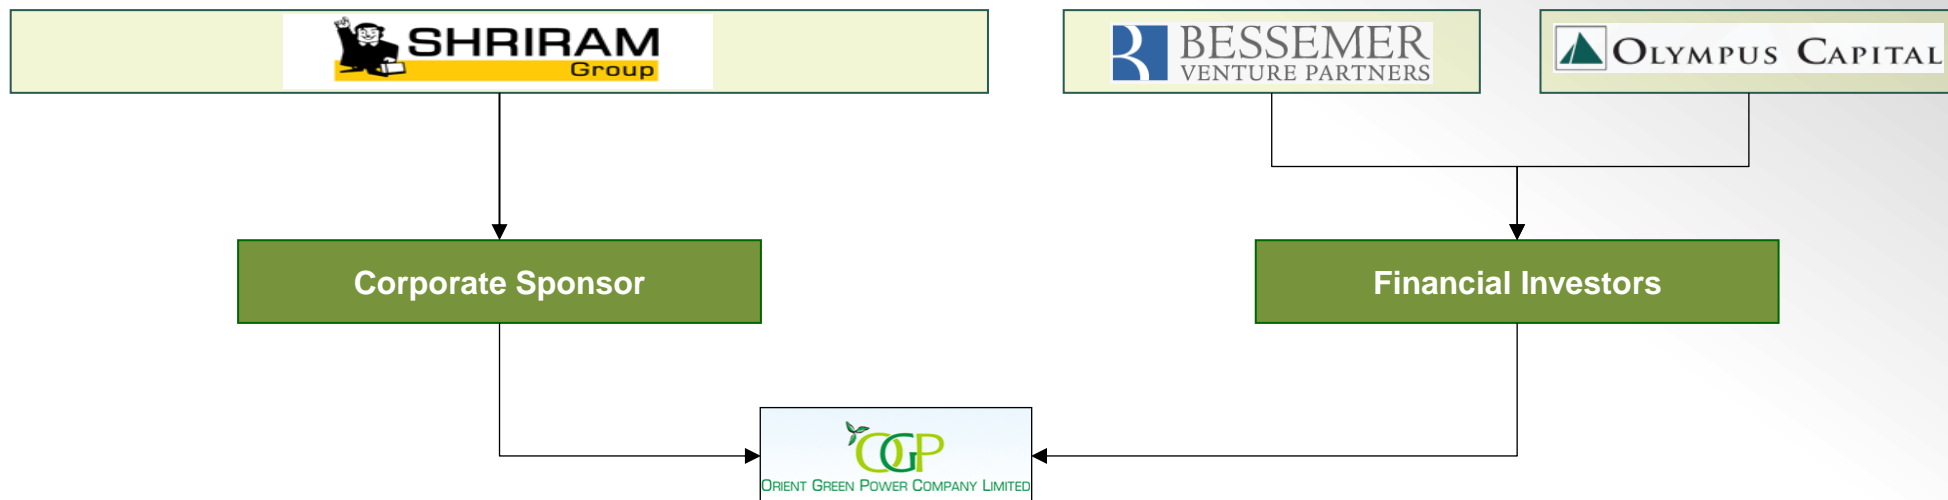 SHRIRAM
Group
BESSEMER
VENTURE PARTNERS
OLYMPUS CAPITAL
Corporate Sponsor
Financial Investors
OGP
ORIENT GREEN POWER COMPANY LIMITED